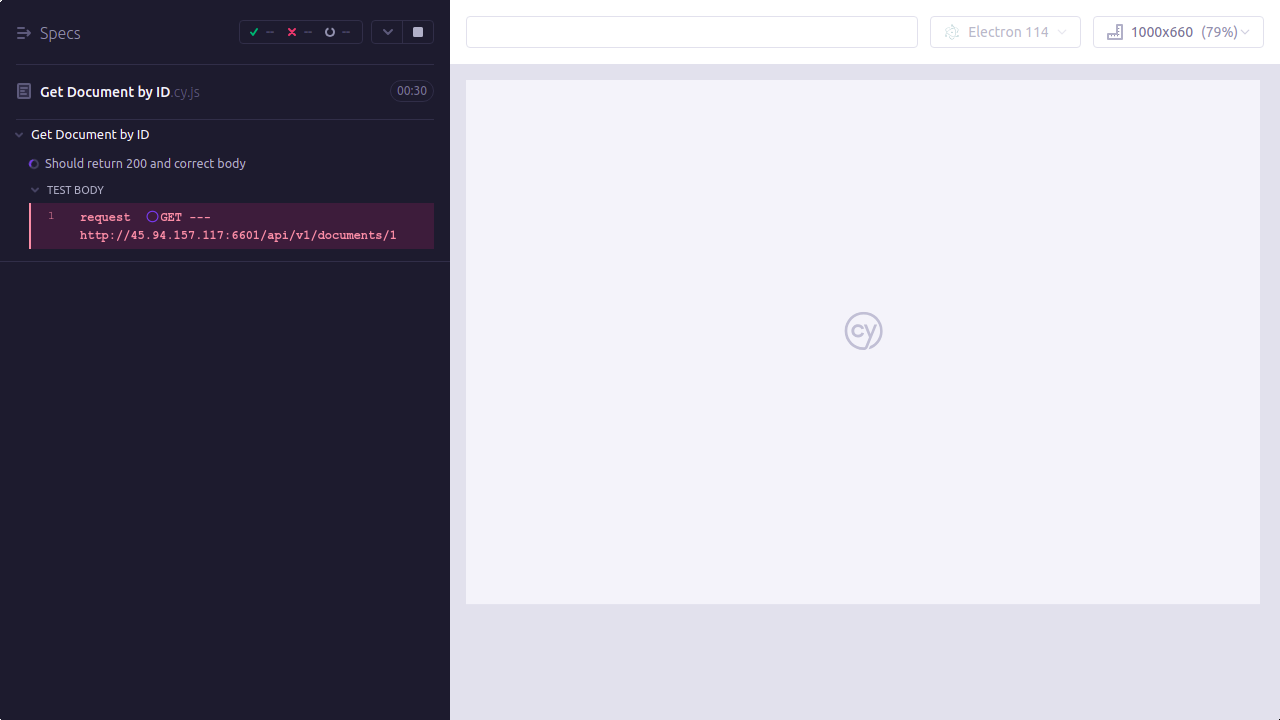 Specs
--
--
--
Electron 114
1000x660 (79%)
Get Document by ID.cy.js
00:30
Get Document by ID
Should return 200 and correct body
TEST BODY
1 request GET ---
http://45.94.157.117:6601/api/v1/documents/1
cy